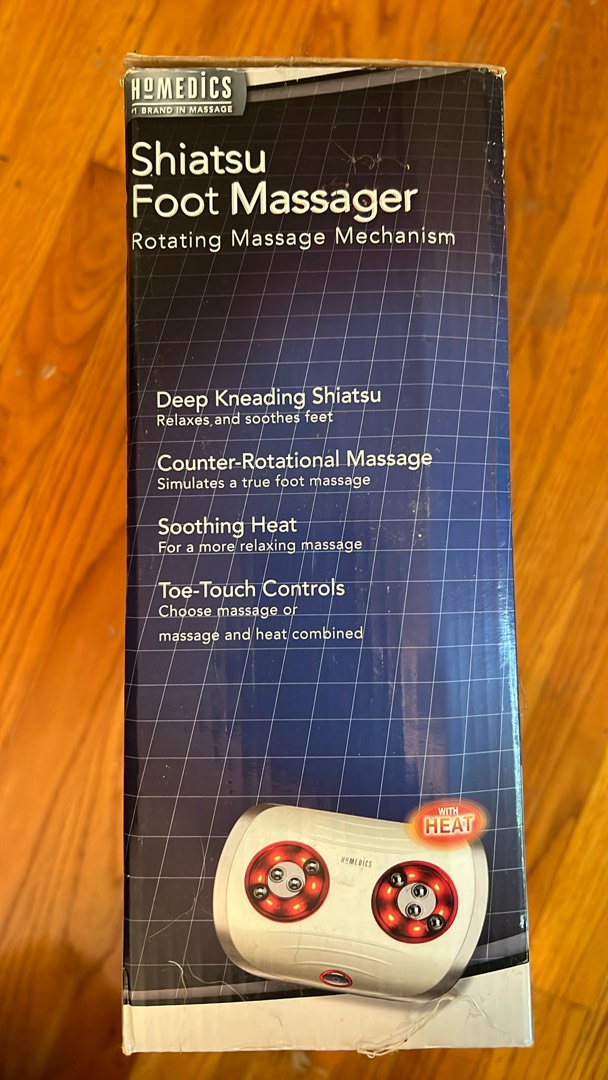 HoMEDiCS
#1 BRAND IN MASSAGE
Shiatsu
Foot Massager
Rotating Massage Mechanism
Deep Kneading Shiatsu
Relaxes and soothes feet
Counter-Rotational Massage
Simulates a true foot massage
Soothing Heat
For a more relaxing massage
Toe-Touch Controls
Choose massage or
massage and heat combined
WITH
HEAT
HoMEDiCS